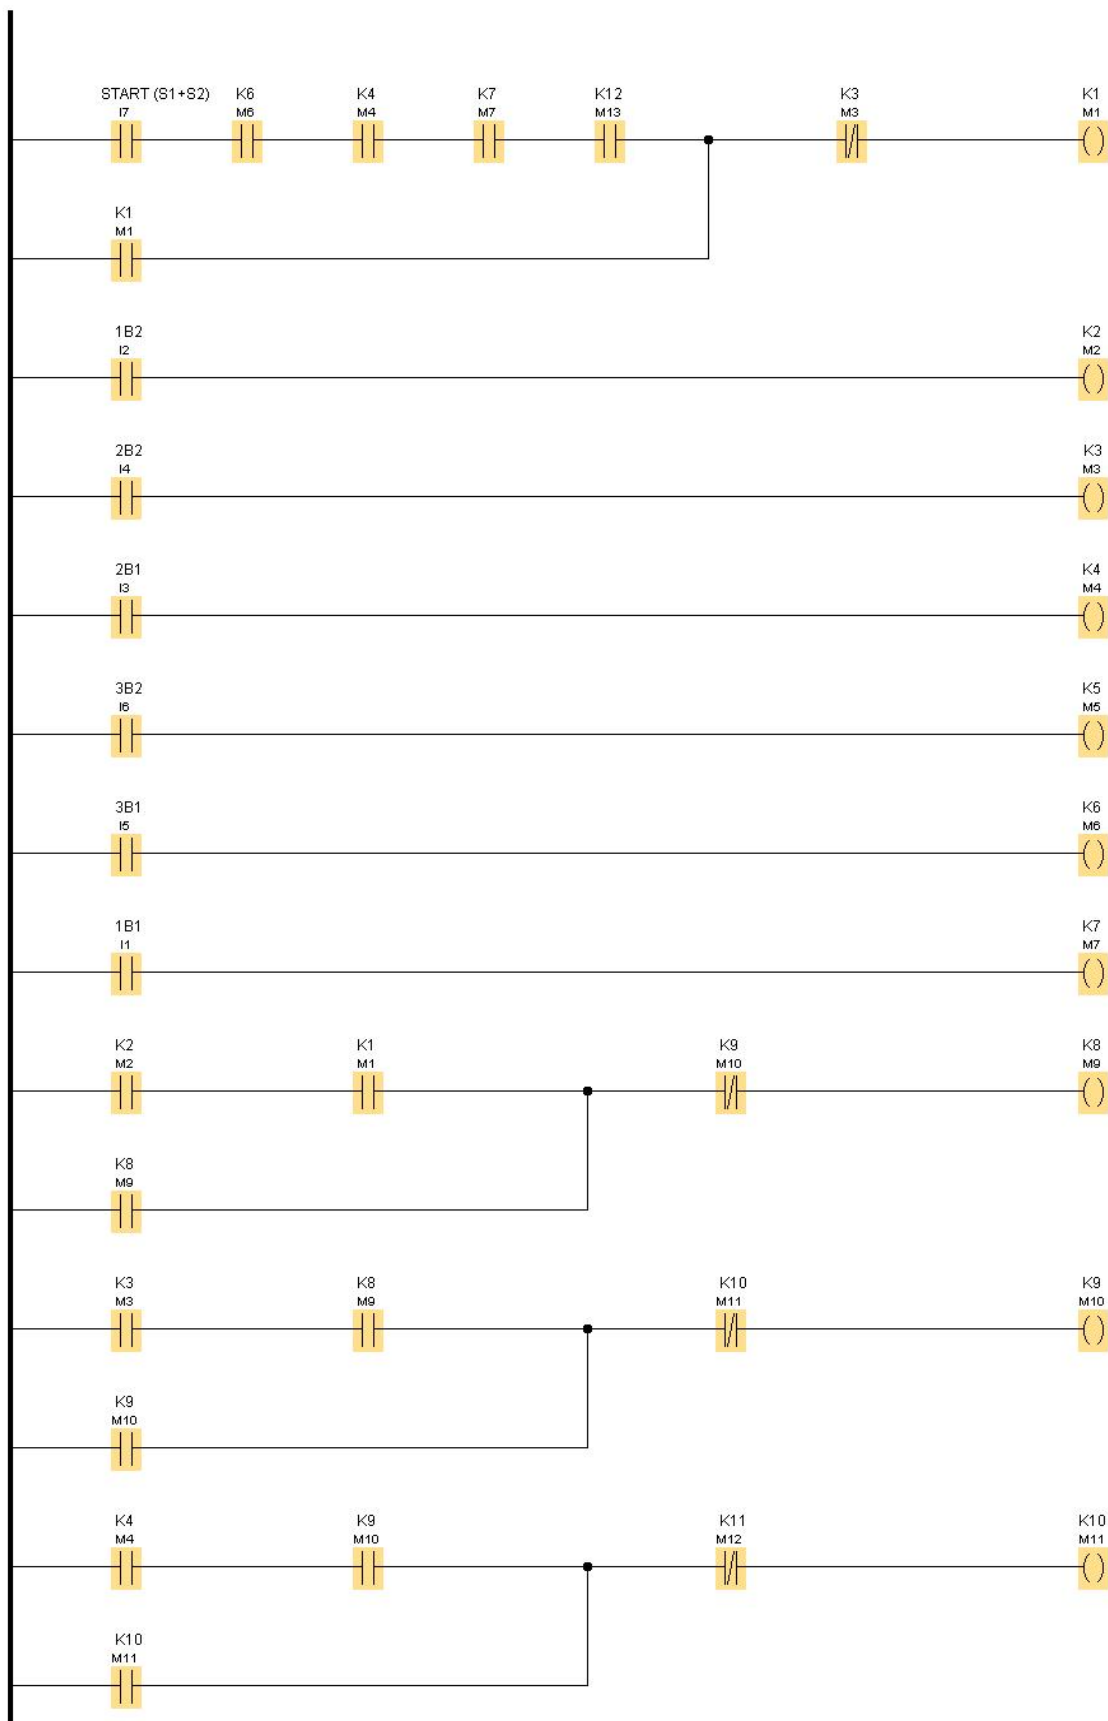 START (S1+S2) K6 K4 K7 K12 K3 K1
I7 M6 M4 M7 M13 M3 M1
K1
M1
1B2 K2
I2 M2
2B2 K3
I4 M3
2B1 K4
I3 M4
3B2 K5
I6 M5
3B1 K6
I5 M6
1B1 K7
I1 M7
K2 K1 K9 K8
M2 M1 M10 M9
K8
M9
K3 K8 K10 K9
M3 M9 M11 M10
K9
M10
K4 K9 K11 K10
M4 M10 M12 M11
K10
M11